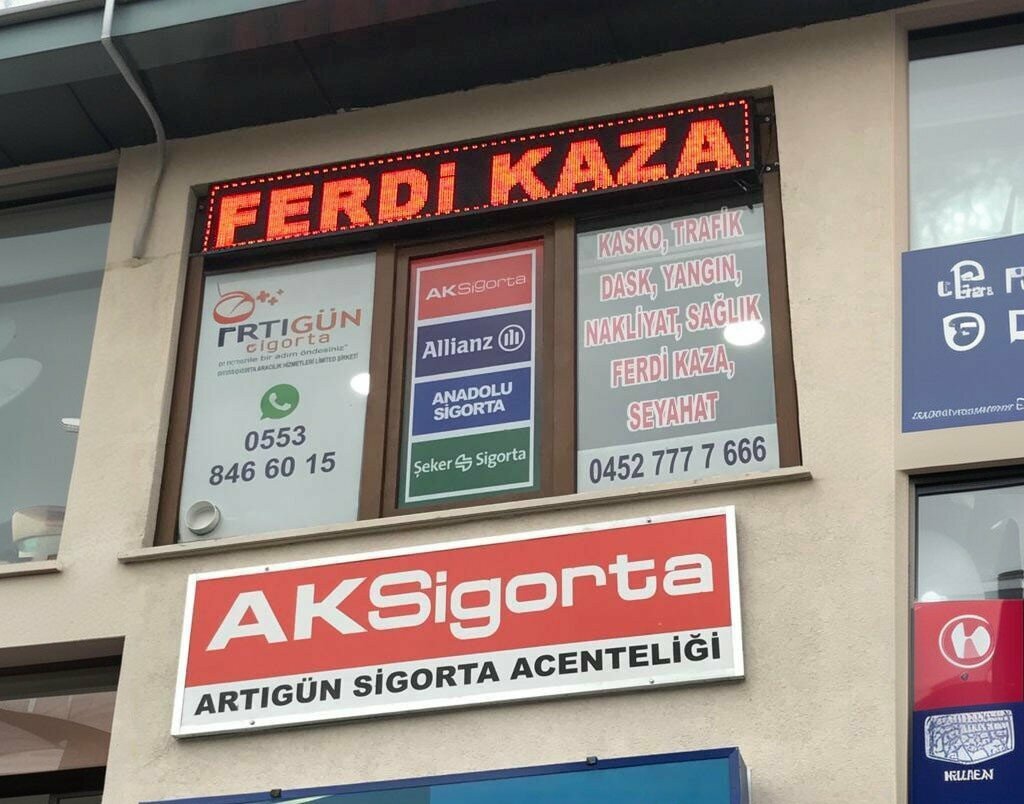 FERDİ KAZA
ARTIGÜN
sigorta
0553
846 60 15
AKSigorta
Allianz
ANADOLU
SİGORTA
Şeker Sigorta
KASKO, TRAFİK
DASK, YANGIN,
NAKLİYAT, SAĞLIK
FERDİ KAZA,
SEYAHAT
0452 777 7 666
AKSigorta
ARTIGÜN SİGORTA ACENTELİĞİ